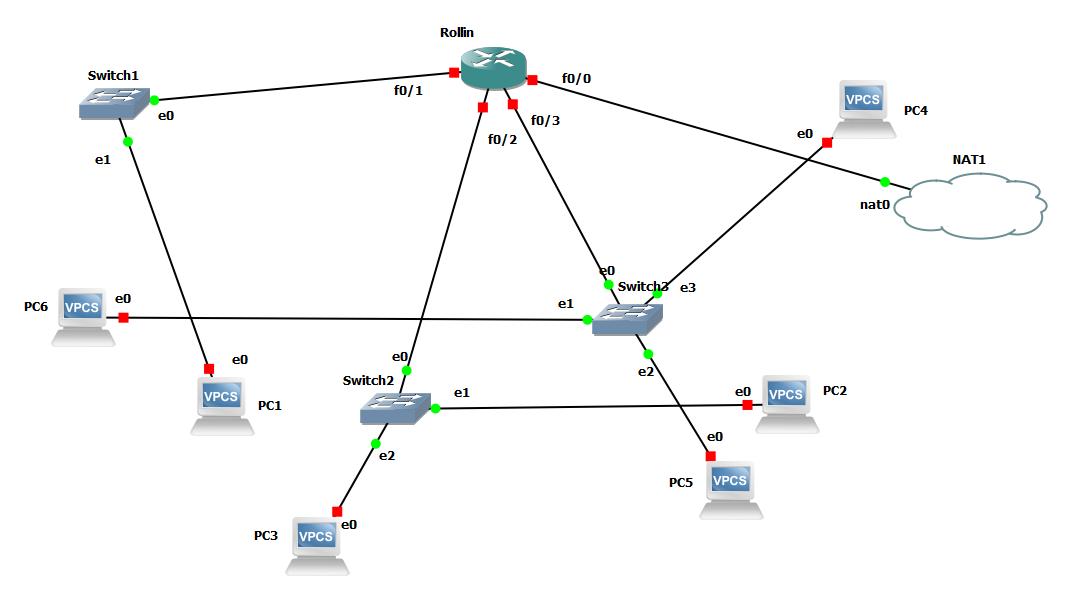 Rollin
Switch1
f0/0
f0/1
e0
PC4
VPCS
e0
f0/3
f0/2
e1
NAT1
nat0
e0
Switch3
e3
PC6
VPCS
e0
e1
e0
e0
e2
Switch2
e1
e0
PC2
VPCS
VPCS
PC1
e0
e2
PC5
VPCS
e0
PC3
VPCS